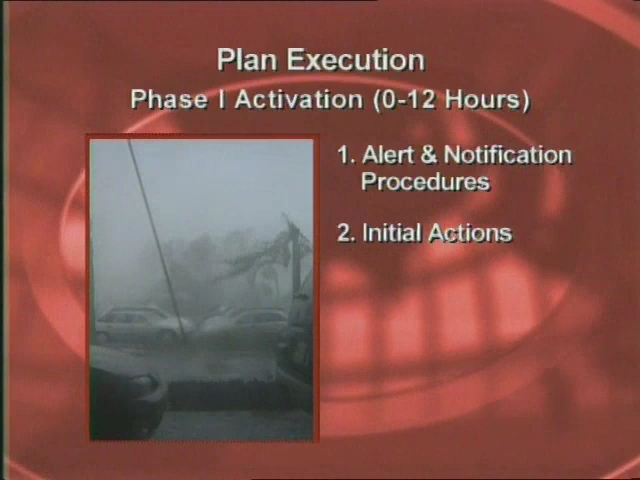 Plan Execution
Phase I Activation (0-12 Hours)
1. Alert & Notification
Procedures
2. Initial Actions